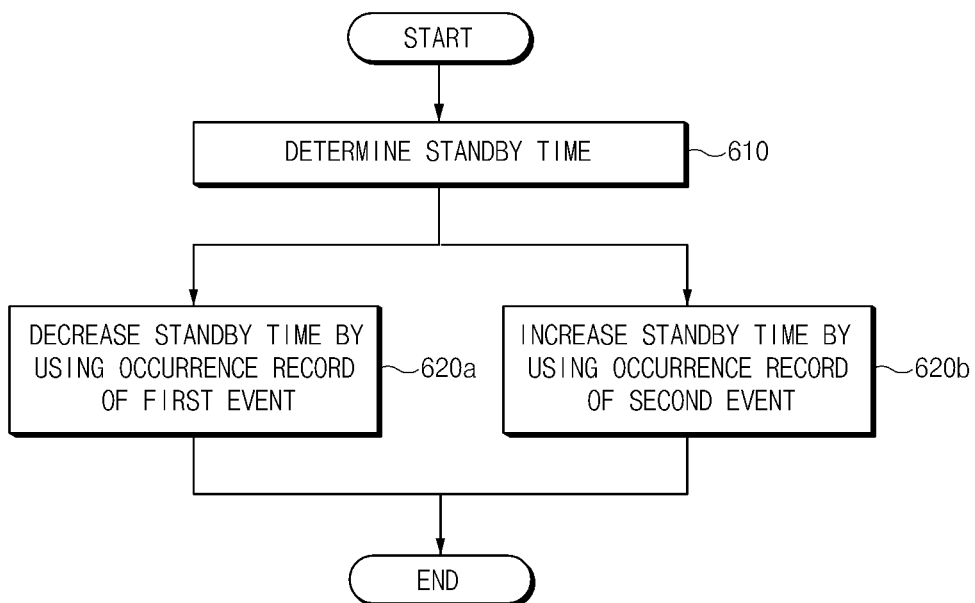 START
DETERMINE STANDBY TIME
610
DECREASE STANDBY TIME BY
USING OCCURRENCE RECORD
OF FIRST EVENT
620a
INCREASE STANDBY TIME BY
USING OCCURRENCE RECORD
OF SECOND EVENT
620b
END